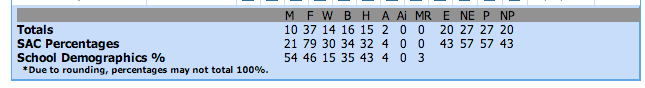 M F W B H A Ai MR E NE P NP
Totals 10 37 14 16 15 2 0 0 20 27 27 20
SAC Percentages 21 79 30 34 32 4 0 0 43 57 57 43
School Demographics % 54 46 15 35 43 4 0 3
*Due to rounding, percentages may not total 100%.